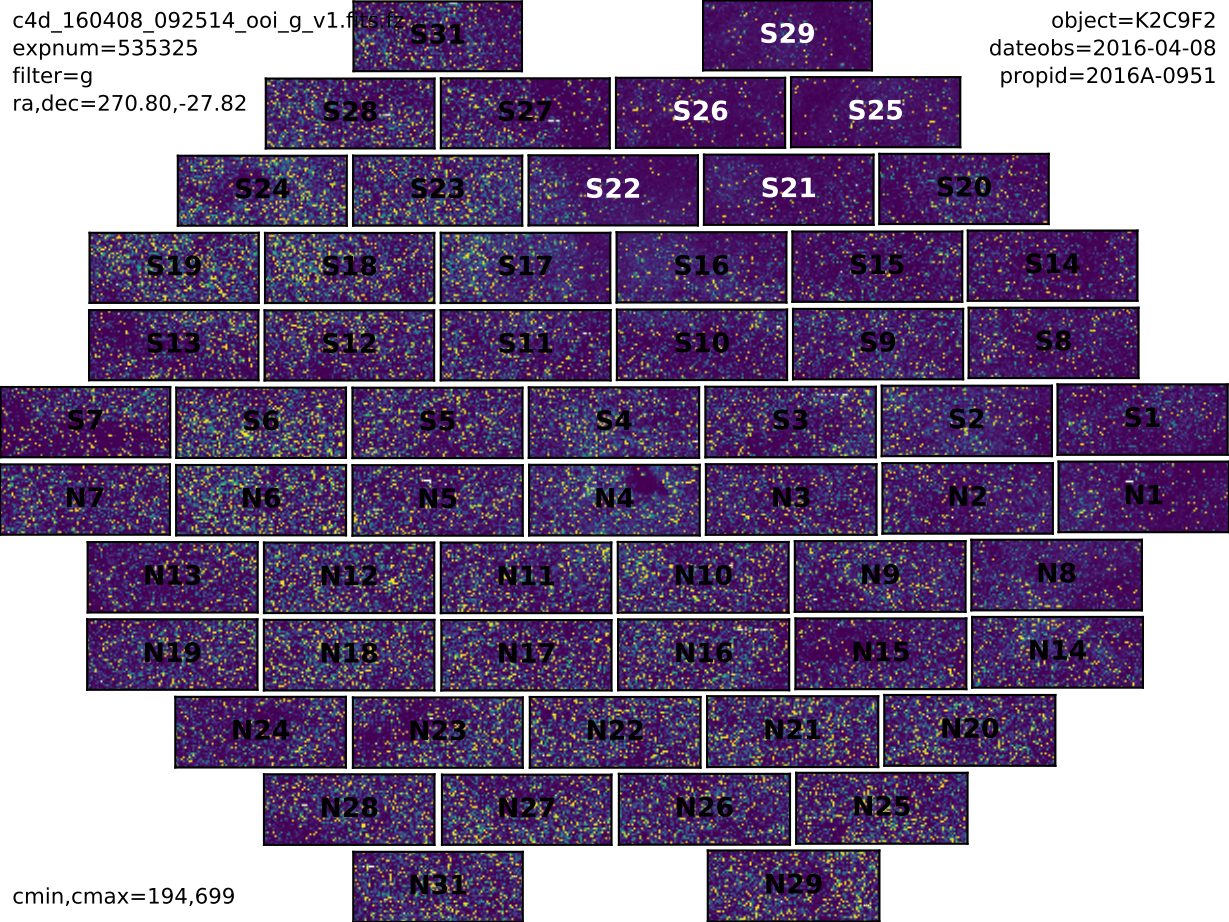 c4d_160408_092514_ooi_g_v1.fits.fz
expnum=535325
filter=g
ra,dec=270.80,-27.82
object=K2C9F2
dateobs=2016-04-08
propid=2016A-0951
S31 S29
S28 S27 S26 S25
S24 S23 S22 S21 S20
S19 S18 S17 S16 S15 S14
S13 S12 S11 S10 S9 S8
S7 S6 S5 S4 S3 S2 S1
N7 N6 N5 N4 N3 N2 N1
N13 N12 N11 N10 N9 N8
N19 N18 N17 N16 N15 N14
N24 N23 N22 N21 N20
N28 N27 N26 N25
N31 N29
cmin,cmax=194,699